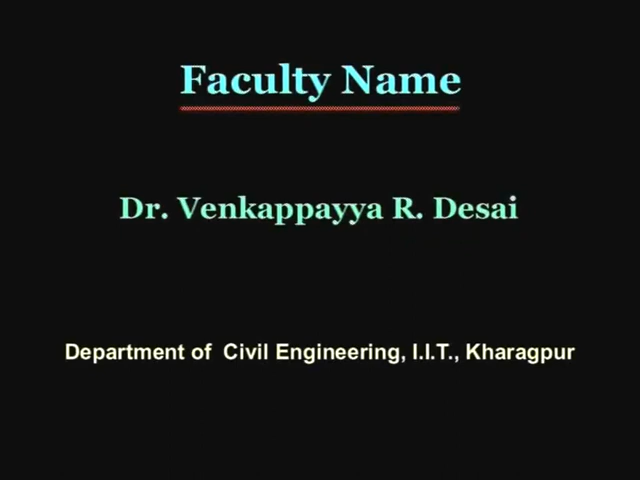 Faculty Name
Dr. Venkappayya R. Desai
Department of Civil Engineering, I.I.T., Kharagpur